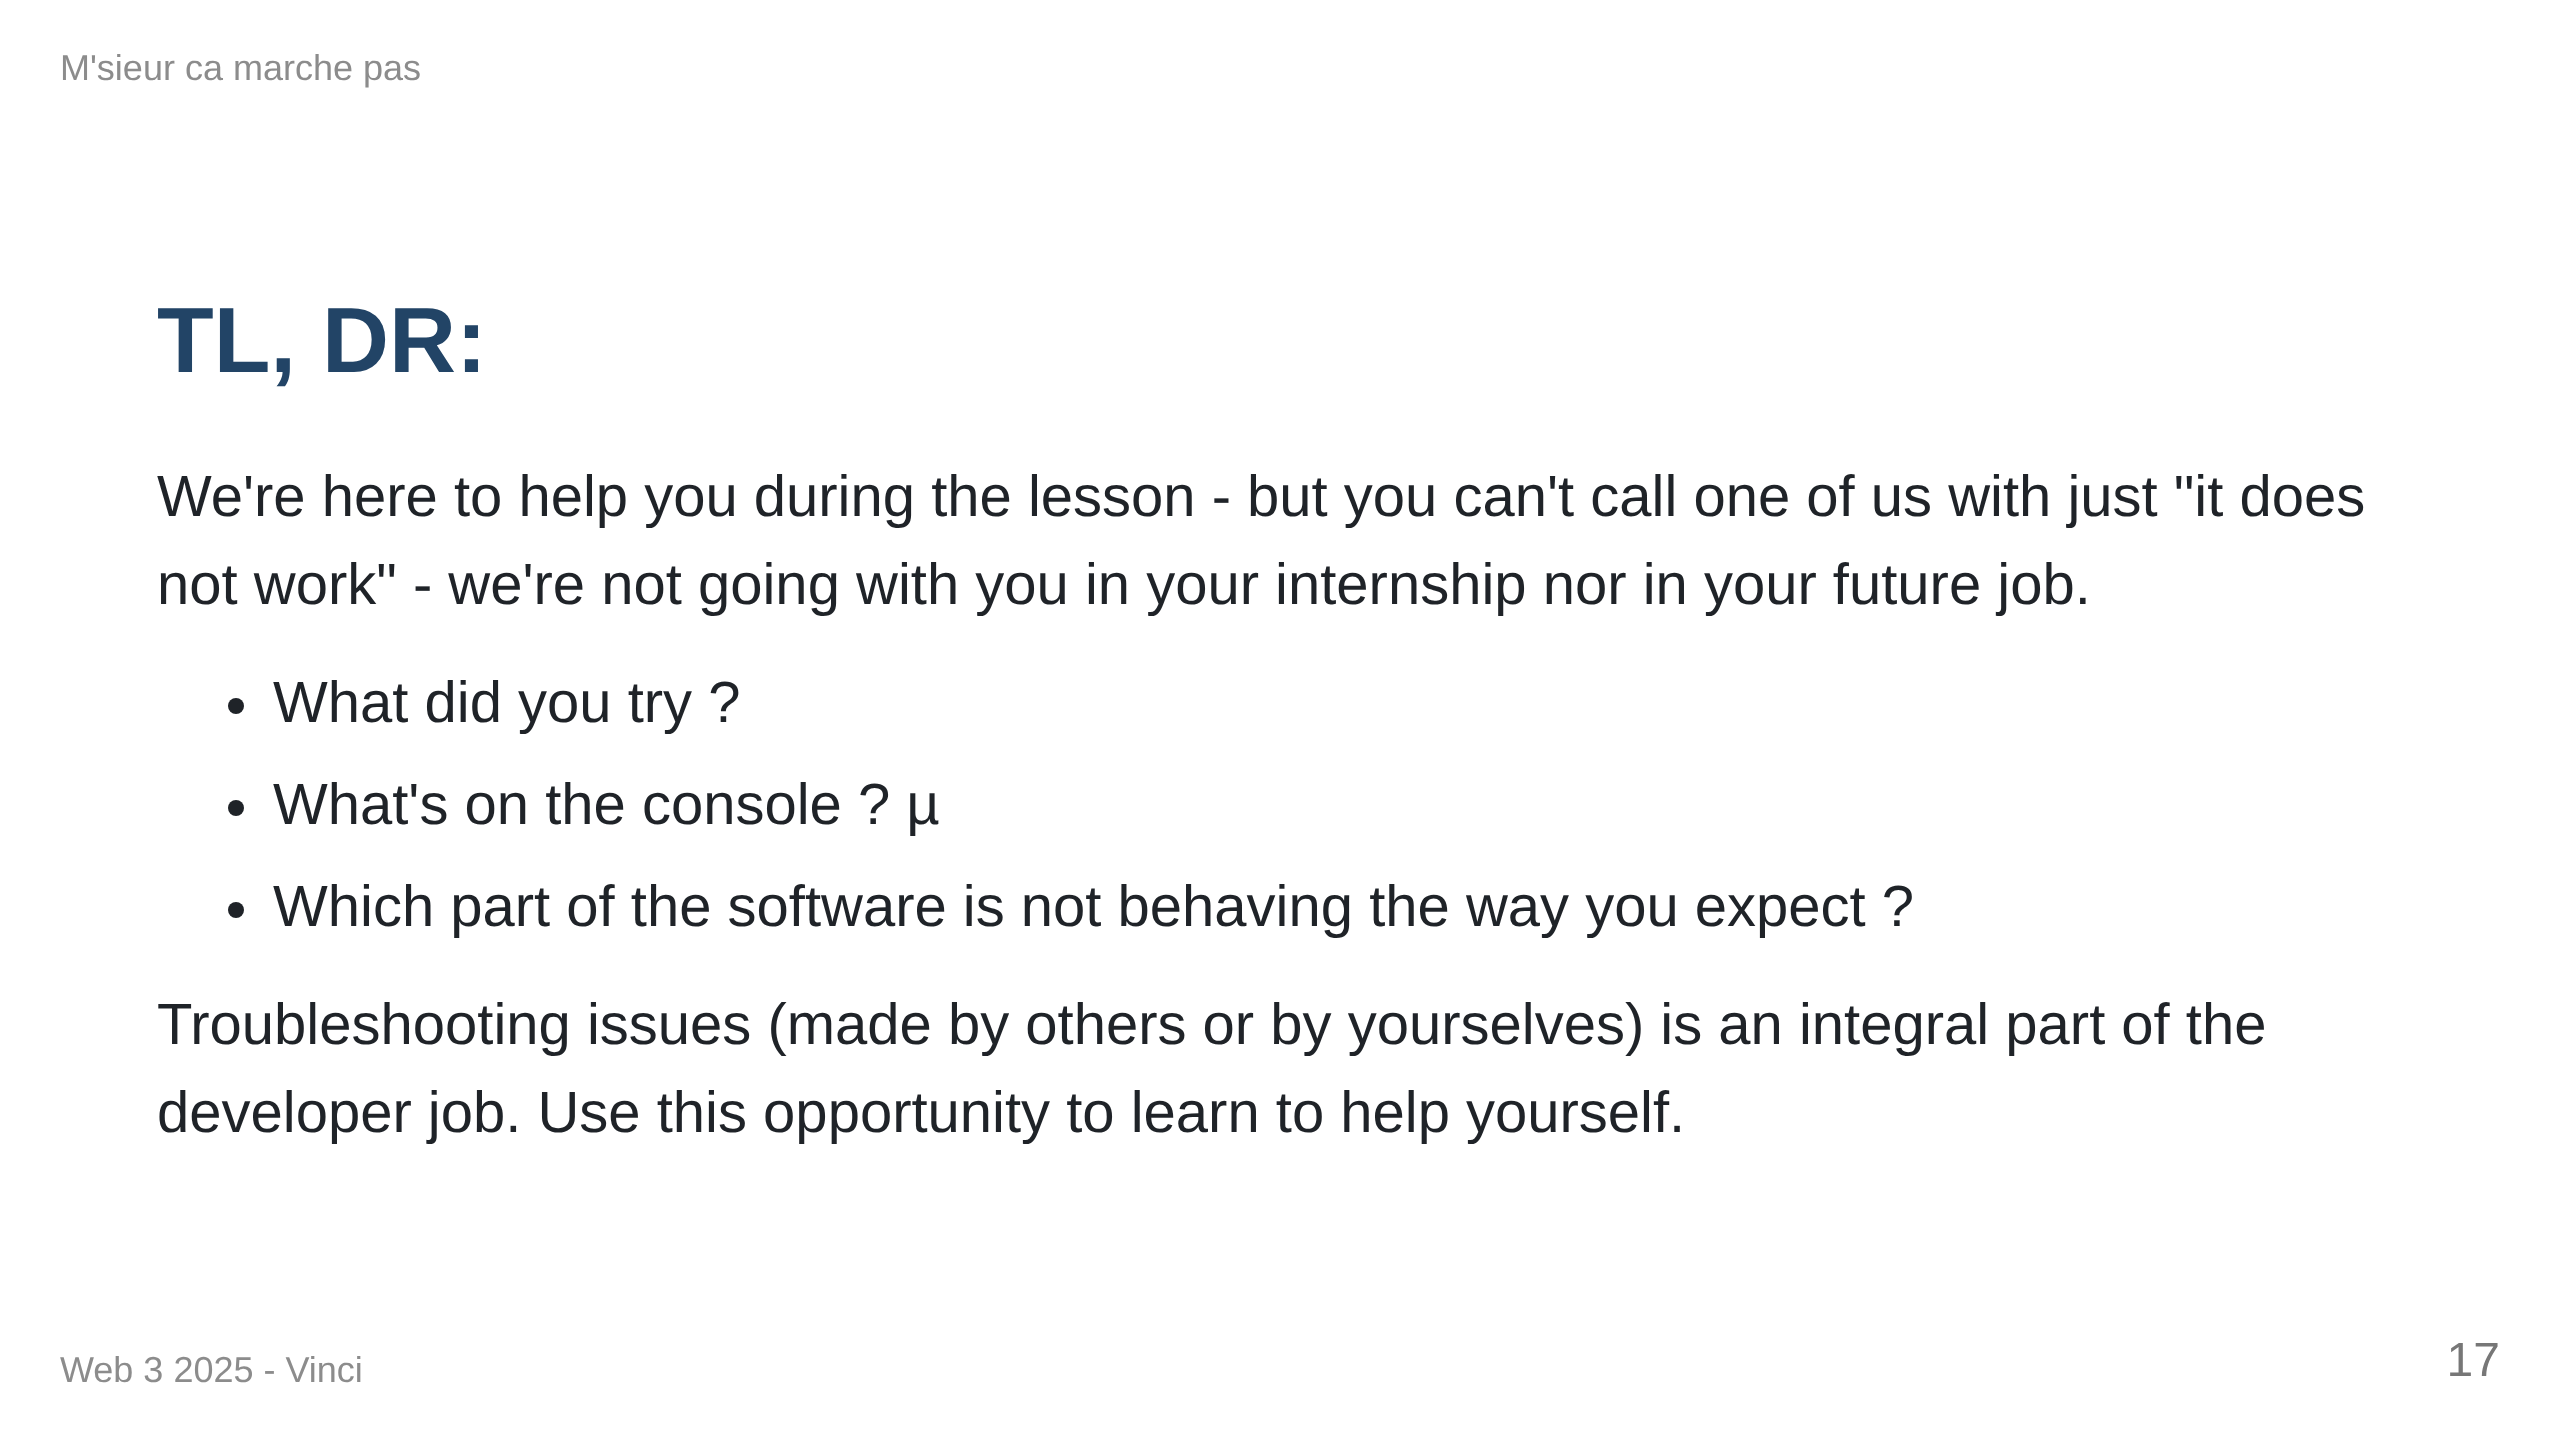 M'sieur ca marche pas
TL, DR:
We're here to help you during the lesson - but you can't call one of us with just "it does
not work" - we're not going with you in your internship nor in your future job.
• What did you try ?
• What's on the console ? µ
• Which part of the software is not behaving the way you expect ?
Troubleshooting issues (made by others or by yourselves) is an integral part of the
developer job. Use this opportunity to learn to help yourself.
Web 3 2025 - Vinci
17